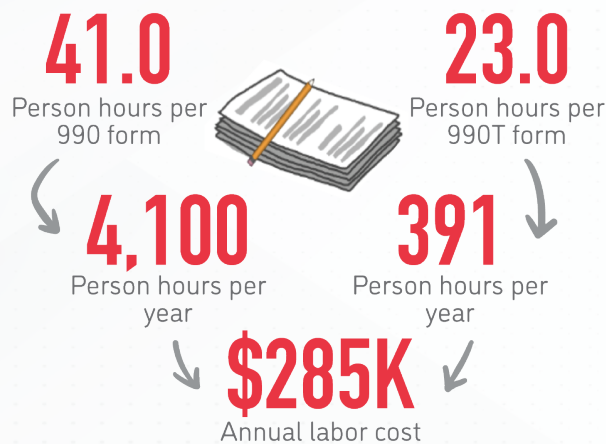 41.0
Person hours per
990 form
23.0
Person hours per
990T form
4,100
Person hours per
year
391
Person hours per
year
$285K
Annual labor cost